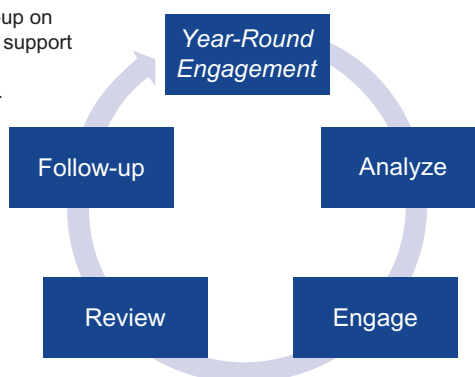 up on
support
Year-Round
Engagement
Analyze
Engage
Review
Follow-up